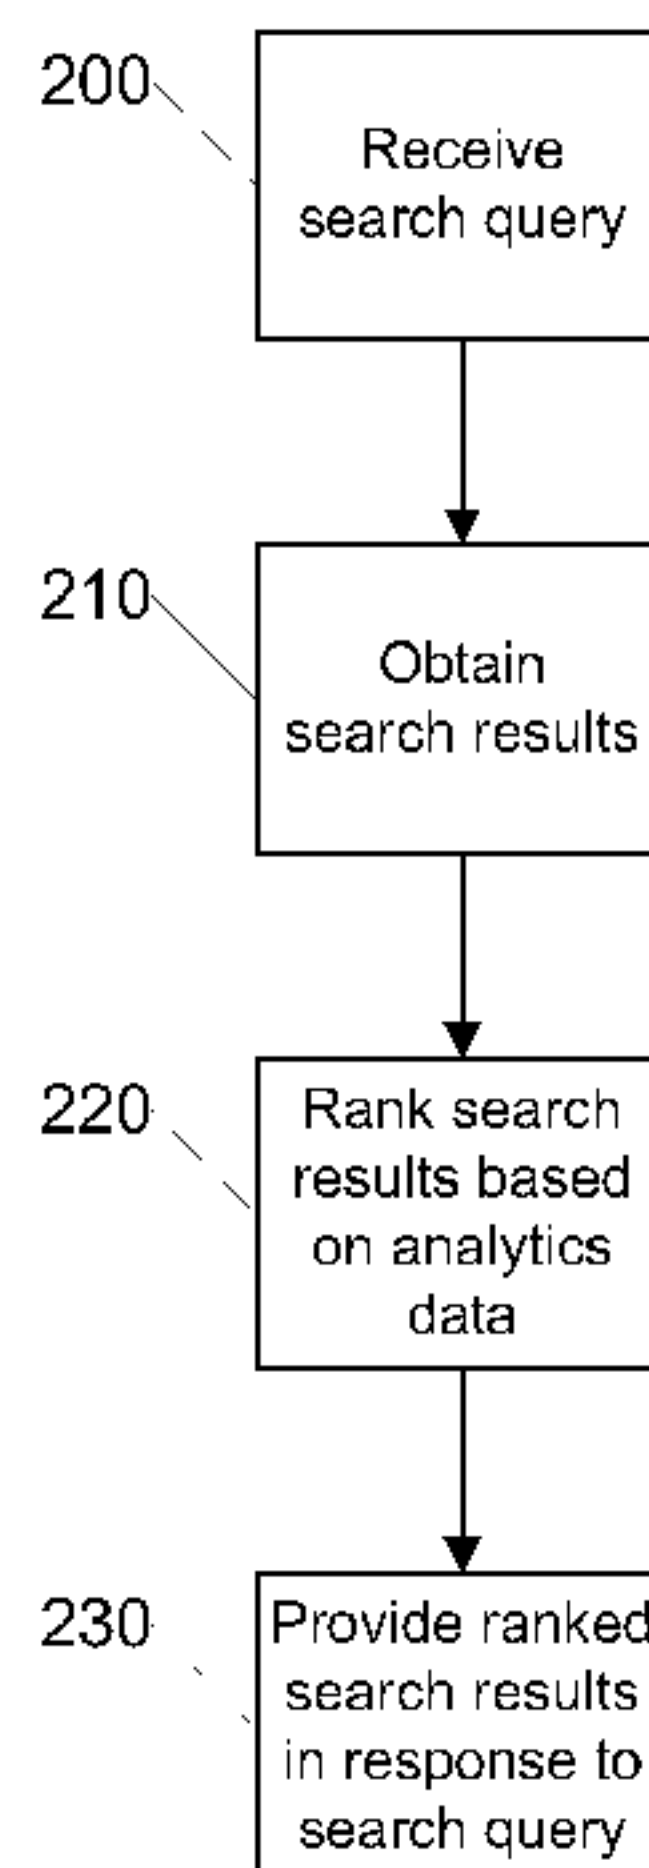 200
Receive
search query
210
Obtain
search results
220
Rank search
results based
on analytics
data
230
Provide ranked
search results
in response to
search query